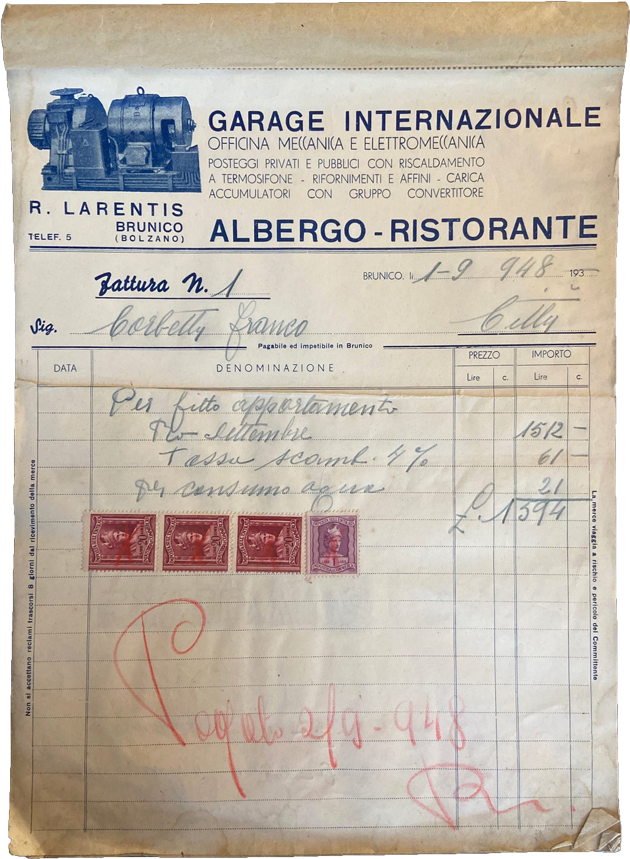 GARAGE INTERNAZIONALE
OFFICINA MECCANICA E ELETTROMECCANICA
POSTEGGI PRIVATI E PUBBLICI CON RISCALDAMENTO
A TERMOSIFONE - RIFORNIMENTI E AFFINI - CARICA
ACCUMULATORI CON GRUPPO CONVERTITORE
R. LARENTIS
BRUNICO
TELEF. 5 (BOLZANO)
ALBERGO - RISTORANTE
Fattura N. 1
BRUNICO, li 1-9 948 193
Sig. Corbetta Franco Citty
Pagabile ed impetibile in Brunico
DATA DENOMINAZIONE PREZZO IMPORTO
Lire c. Lire c.
Per fitto appartamento
Pro Settembre 1512 -
Tassa scamb. 4% 61 -
per consumo aqua 21
£. 1594
Non si accettano reclami trascorsi 8 giorni dal ricevimento della merce
La merce viaggia a rischio e pericolo del Committente
Pagato 2/9-948